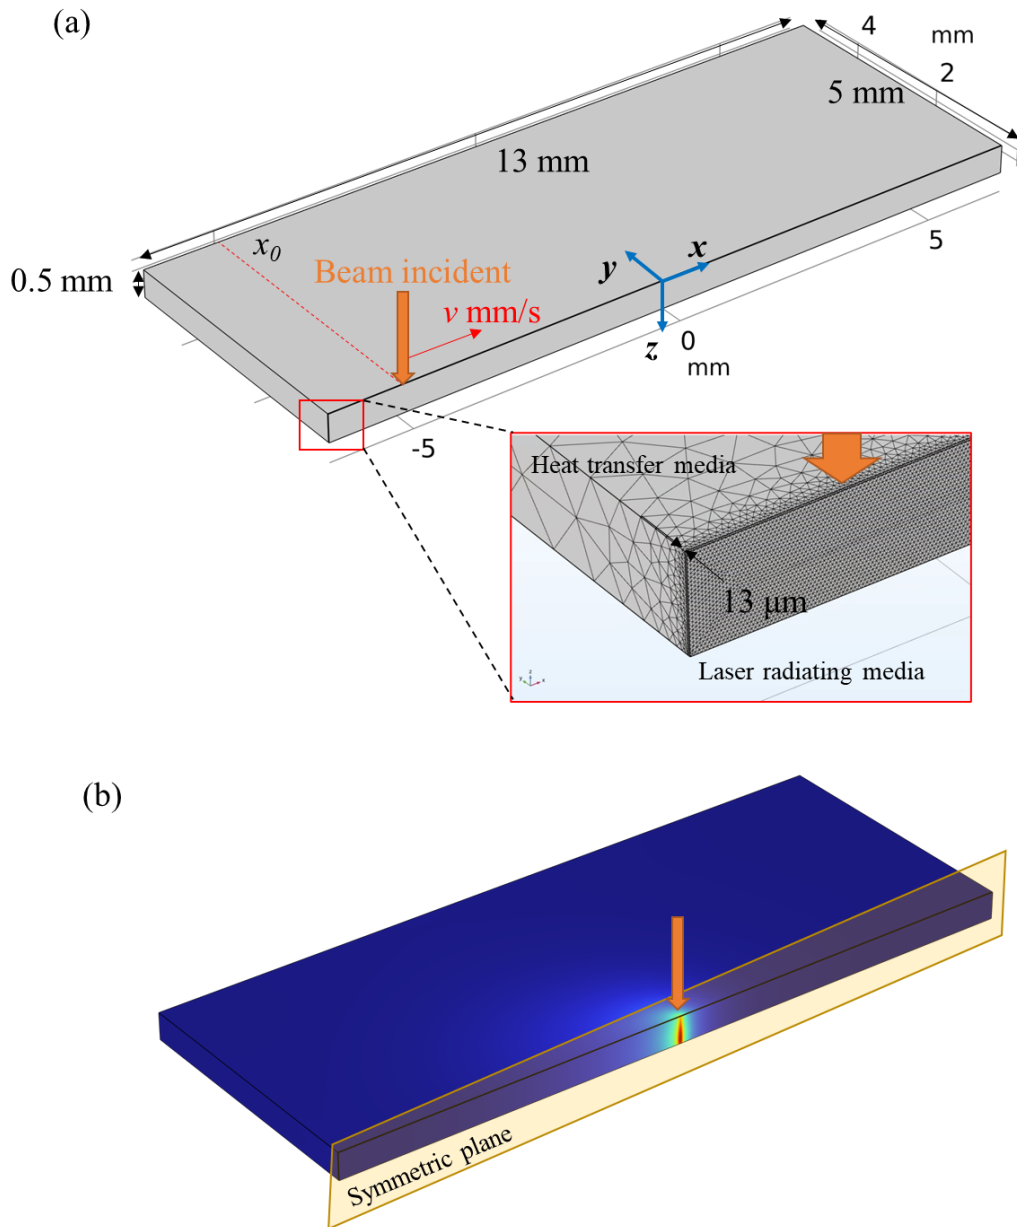 (a)
4
mm
2
5 mm
13 mm
x₀
0.5 mm
Beam incident
y
x
5
v mm/s
z
0
mm
-5
Heat transfer media
13 μm
Laser radiating media
(b)
Symmetric plane